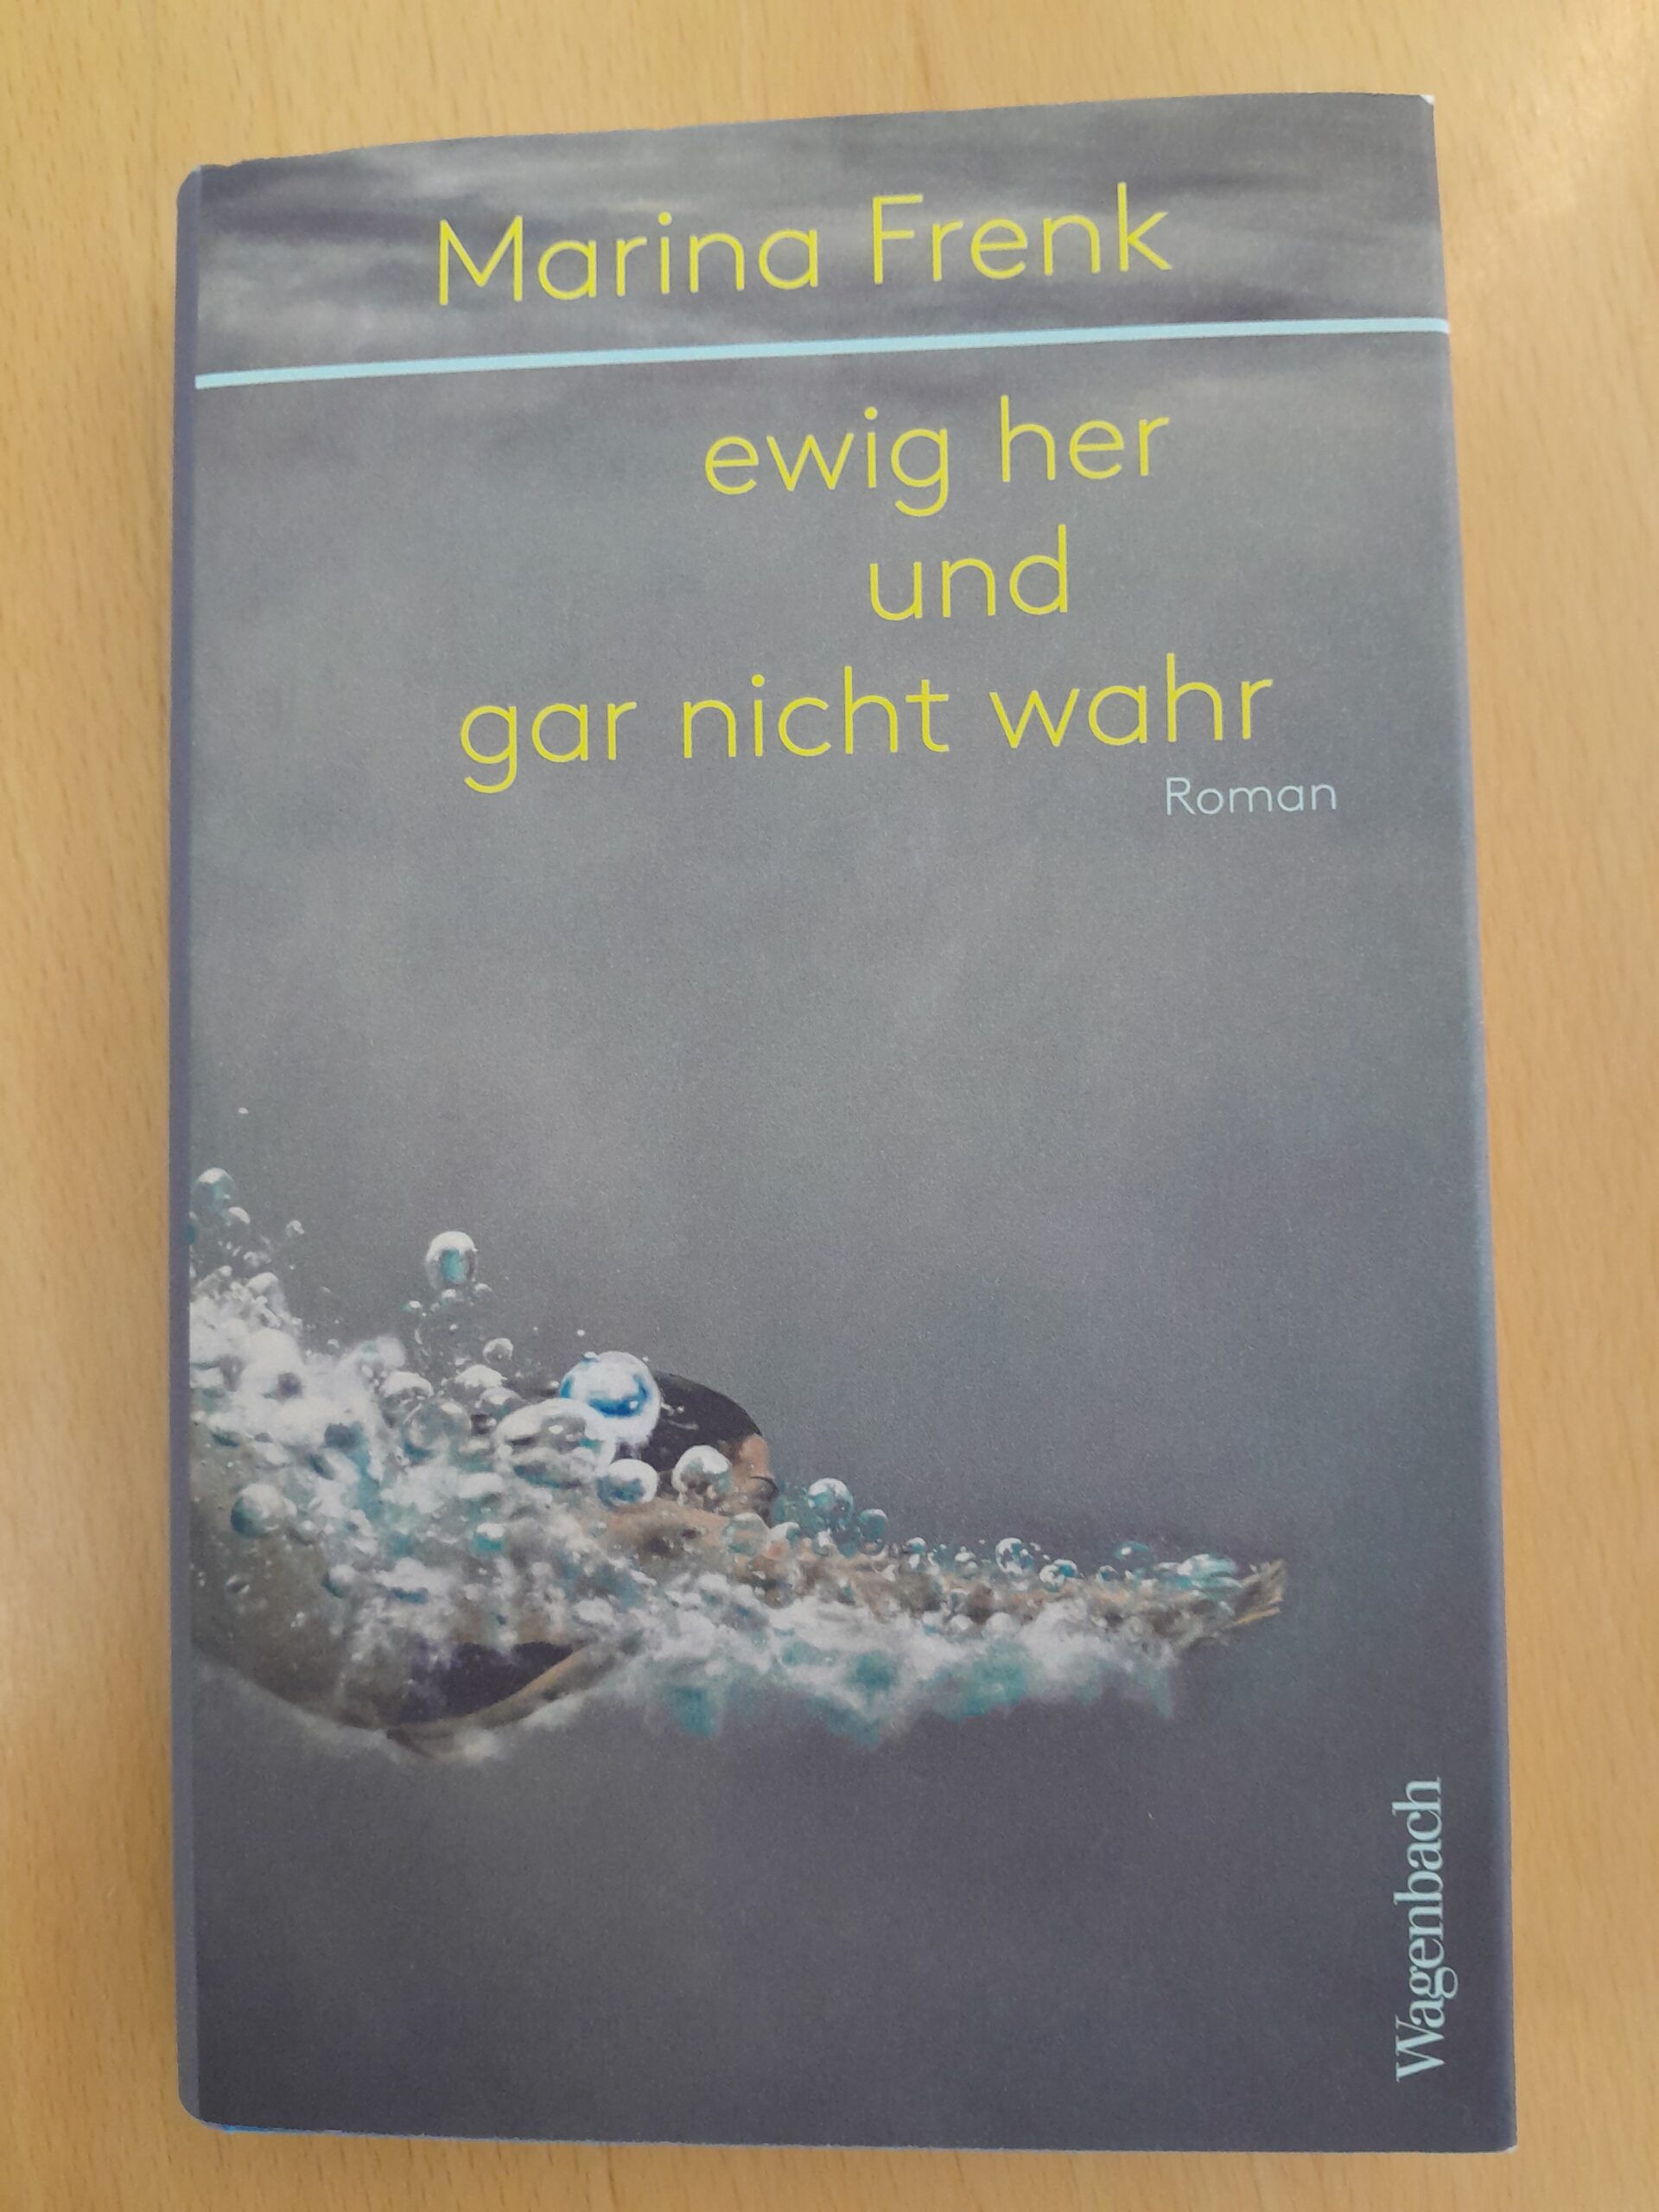 Marina Frenk
ewig her
und
gar nicht wahr
Roman
Wagenbach